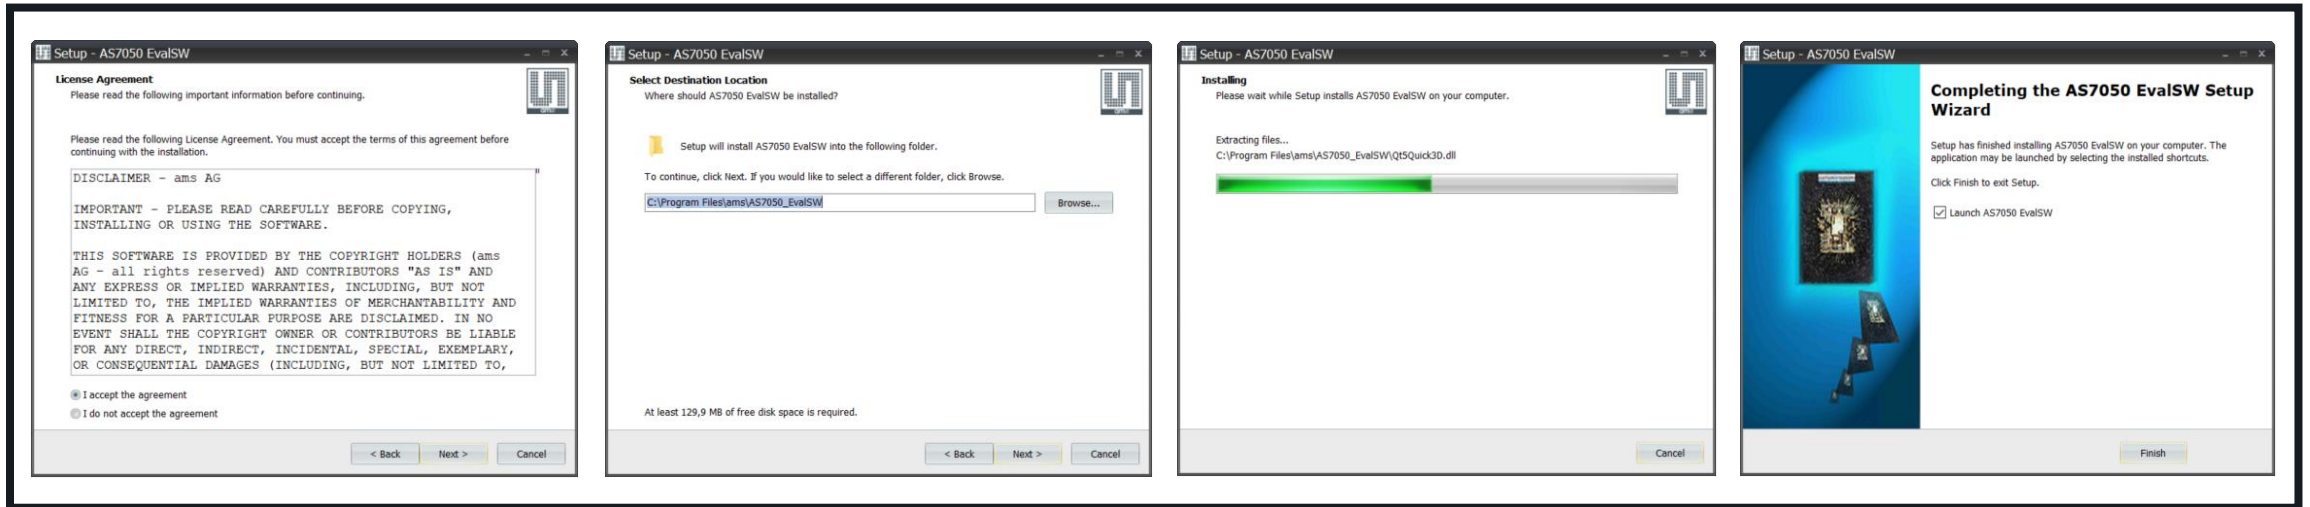 Setup - AS7050 EvalSW
License Agreement
Please read the following important information before continuing.
Please read the following License Agreement. You must accept the terms of this agreement before
continuing with the installation.
DISCLAIMER - ams AG
IMPORTANT - PLEASE READ CAREFULLY BEFORE COPYING,
INSTALLING OR USING THE SOFTWARE.
THIS SOFTWARE IS PROVIDED BY THE COPYRIGHT HOLDERS (ams
AG - all rights reserved) AND CONTRIBUTORS "AS IS" AND
ANY EXPRESS OR IMPLIED WARRANTIES, INCLUDING, BUT NOT
LIMITED TO, THE IMPLIED WARRANTIES OF MERCHANTABILITY AND
FITNESS FOR A PARTICULAR PURPOSE ARE DISCLAIMED. IN NO
EVENT SHALL THE COPYRIGHT OWNER OR CONTRIBUTORS BE LIABLE
FOR ANY DIRECT, INDIRECT, INCIDENTAL, SPECIAL, EXEMPLARY,
OR CONSEQUENTIAL DAMAGES (INCLUDING, BUT NOT LIMITED TO,
I accept the agreement
I do not accept the agreement
< Back Next > Cancel
Setup - AS7050 EvalSW
Select Destination Location
Where should AS7050 EvalSW be installed?
Setup will install AS7050 EvalSW into the following folder.
To continue, click Next. If you would like to select a different folder, click Browse.
C:\Program Files\ams\AS7050_EvalSW
Browse...
At least 129,9 MB of free disk space is required.
< Back Next > Cancel
Setup - AS7050 EvalSW
Installing
Please wait while Setup installs AS7050 EvalSW on your computer.
Extracting files...
C:\Program Files\ams\AS7050_EvalSW\Qt5Quick3D.dll
Cancel
Setup - AS7050 EvalSW
Completing the AS7050 EvalSW Setup
Wizard
Setup has finished installing AS7050 EvalSW on your computer. The
application may be launched by selecting the installed shortcuts.
Click Finish to exit Setup.
Launch AS7050 EvalSW
Finish